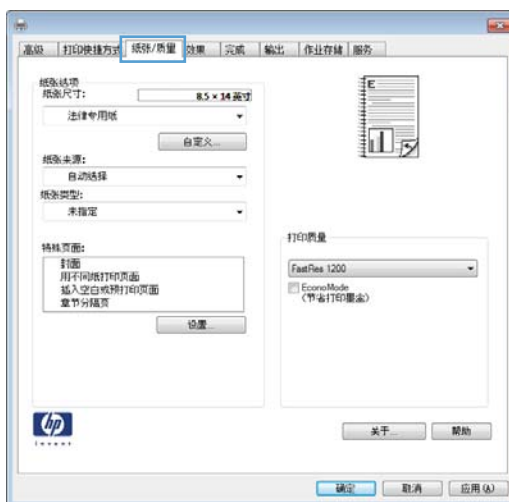 高级 打印快捷方式 纸张/质量 效果 完成 输出 作业存储 服务
纸张选项
纸张尺寸: 8.5 × 14 英寸
法律专用纸
自定义...
纸张来源:
自动选择
纸张类型:
未指定
特殊页面:
封面
用不同纸打印页面
插入空白或预打印页面
章节分隔页
设置...
E
打印质量
FastRes 1200
EconoMode
(节省打印墨盒)
hp
invent
关于... 帮助
确定 取消 应用(A)